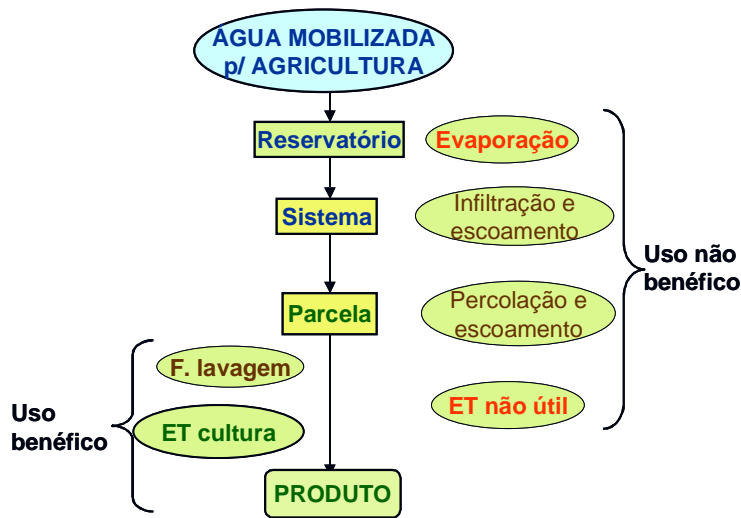 ÁGUA MOBILIZADA
p/ AGRICULTURA
Reservatório
Evaporação
Sistema
Infiltração e
escoamento
Uso não
benéfico
Parcela
Percolação e
escoamento
F. lavagem
ET não útil
Uso
benéfico
ET cultura
PRODUTO